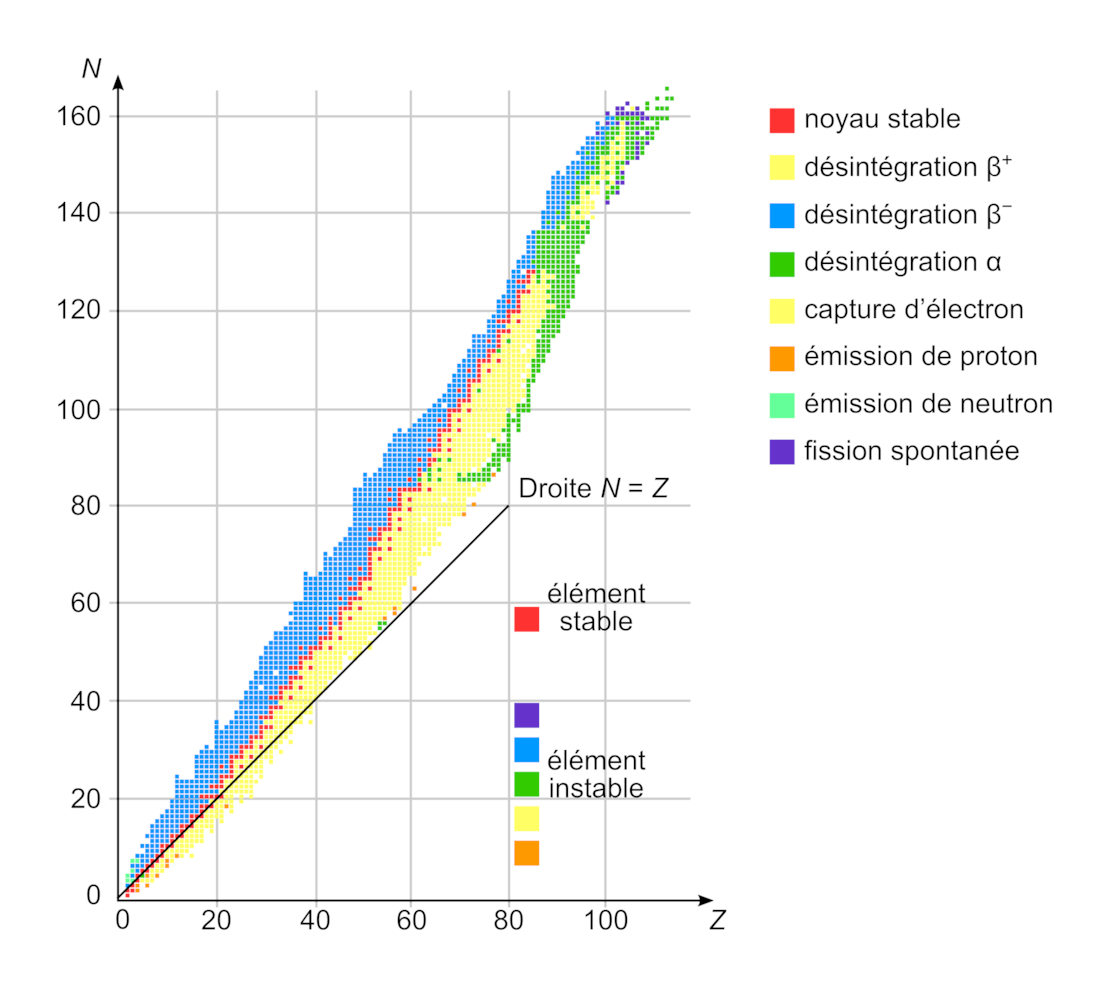 N
160
140
120
100
80
60
40
20
0
0 20 40 60 80 100 Z
Droite N = Z
élément
stable
élément
instable
noyau stable
désintégration β⁺
désintégration β⁻
désintégration α
capture d’électron
émission de proton
émission de neutron
fission spontanée